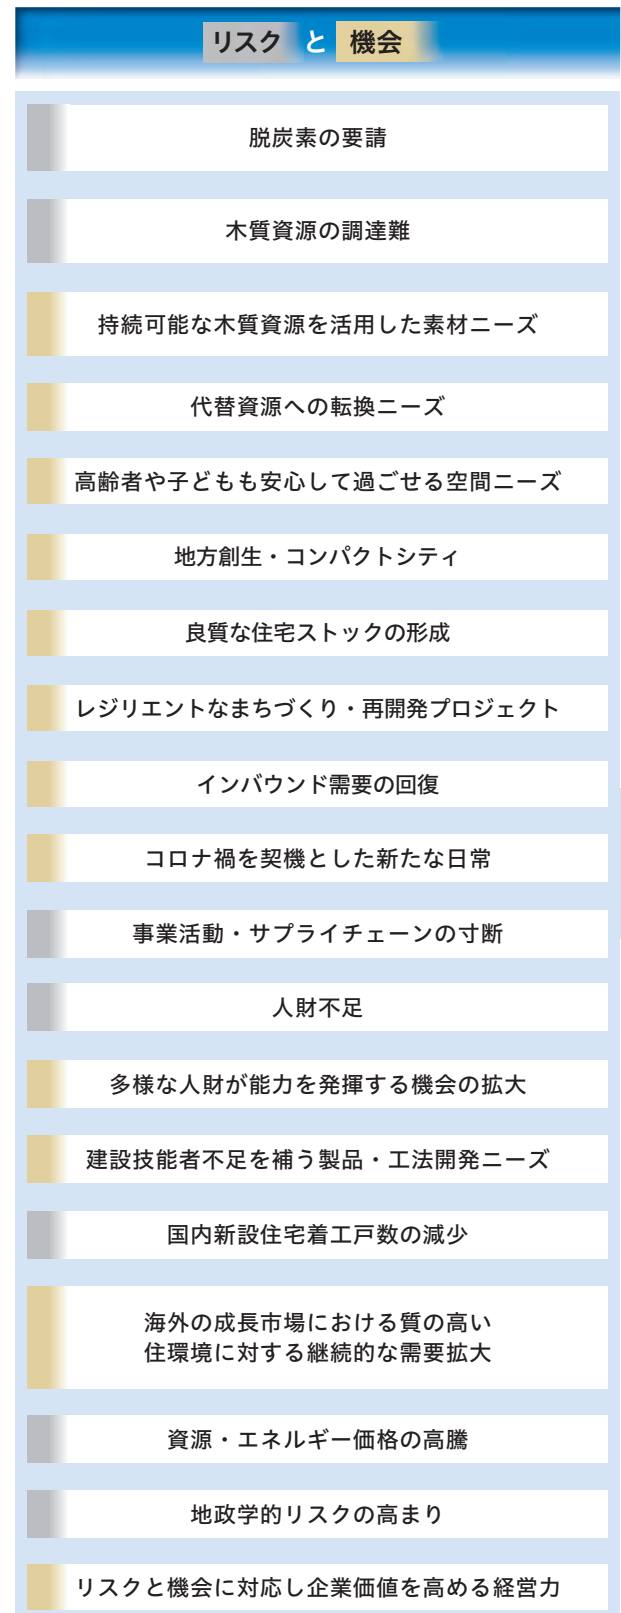 リスク と 機会
脱炭素の要請
木質資源の調達難
持続可能な木質資源を活用した素材ニーズ
代替資源への転換ニーズ
高齢者や子どもも安心して過ごせる空間ニーズ
地方創生・コンパクトシティ
良質な住宅ストックの形成
レジリエントなまちづくり・再開発プロジェクト
インバウンド需要の回復
コロナ禍を契機とした新たな日常
事業活動・サプライチェーンの寸断
人財不足
多様な人財が能力を発揮する機会の拡大
建設技能者不足を補う製品・工法開発ニーズ
国内新設住宅着工戸数の減少
海外の成長市場における質の高い
住環境に対する継続的な需要拡大
資源・エネルギー価格の高騰
地政学的リスクの高まり
リスクと機会に対応し企業価値を高める経営力